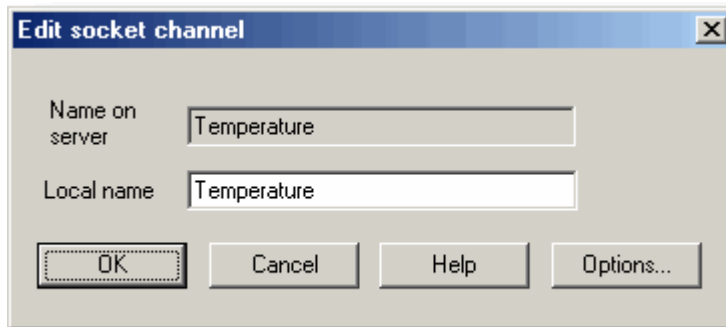 Edit socket channel
Name on
server
Temperature
Local name
Temperature
OK
Cancel
Help
Options...